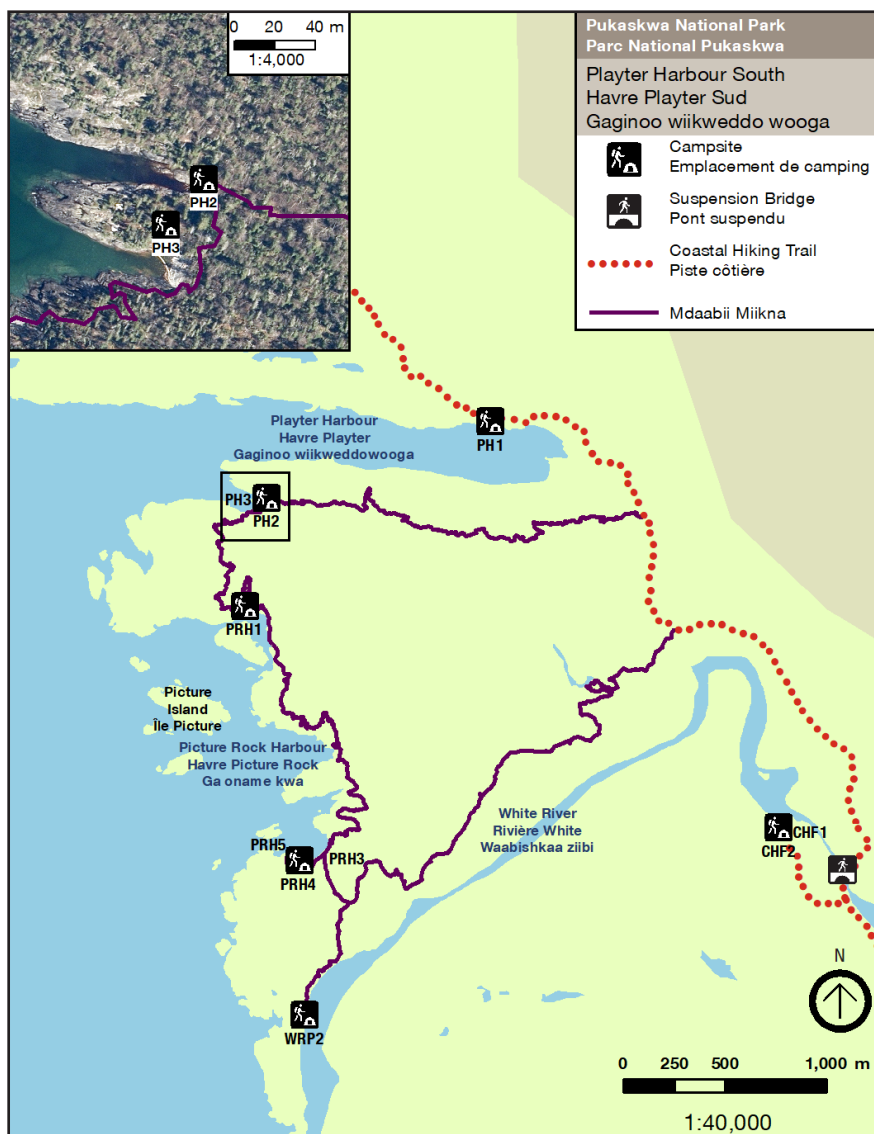 0 20 40 m
1:4,000
PH2
PH3
Pukaskwa National Park
Parc National Pukaskwa
Playter Harbour South
Havre Playter Sud
Gaginoo wiikweddo wooga
Campsite
Emplacement de camping
Suspension Bridge
Pont suspendu
Coastal Hiking Trail
Piste côtière
Mdaabii Miikna
Playter Harbour
Havre Playter
Gaginoo wiikweddowooga
PH1
PH3
PH2
PRH1
Picture
Island
Île Picture
Picture Rock Harbour
Havre Picture Rock
Ga oname kwa
White River
Rivière White
Waabishkaa ziibi
CHF1
CHF2
PRH5
PRH3
PRH4
WRP2
N
0 250 500 1,000 m
1:40,000